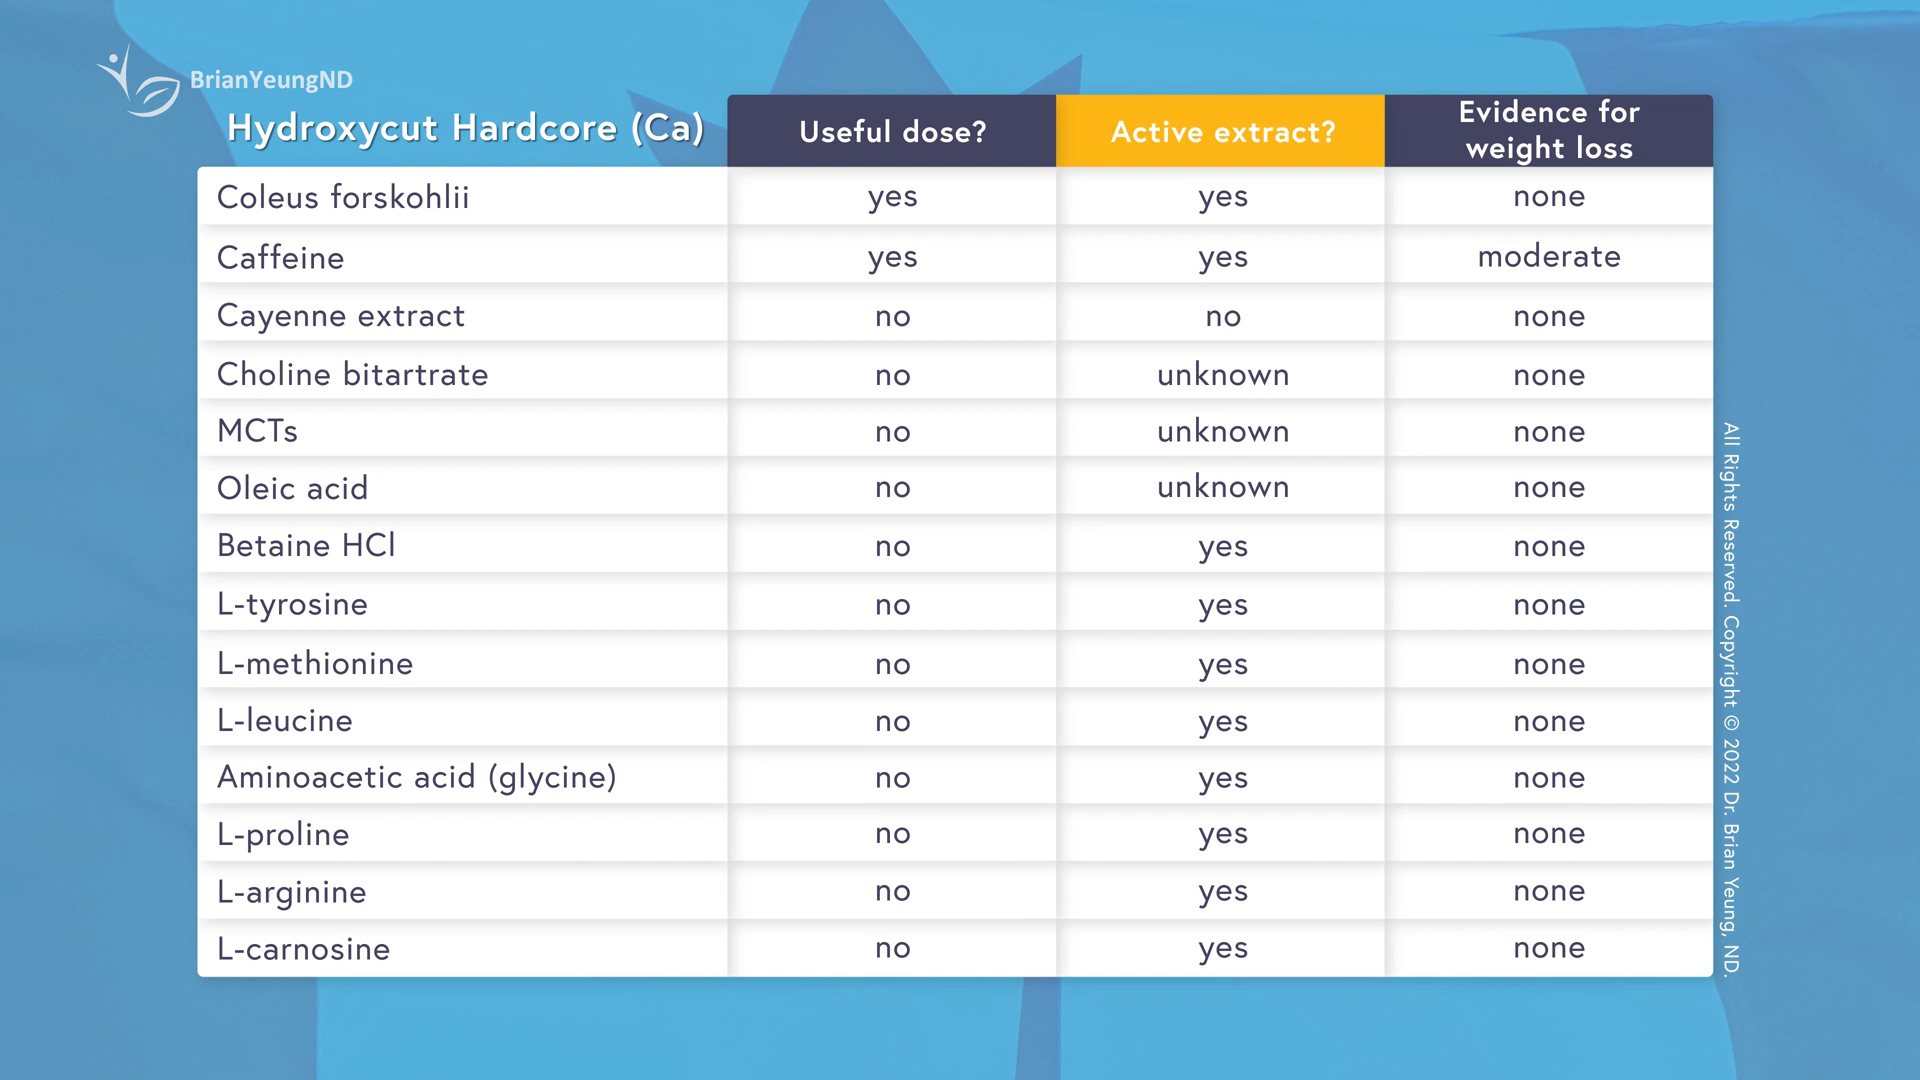 BrianYeungND
Hydroxycut Hardcore (Ca) Useful dose? Active extract? Evidence for
weight loss
Coleus forskohlii yes yes none
Caffeine yes yes moderate
Cayenne extract no no none
Choline bitartrate no unknown none
MCTs no unknown none
Oleic acid no unknown none
Betaine HCl no yes none
L-tyrosine no yes none
L-methionine no yes none
L-leucine no yes none
Aminoacetic acid (glycine) no yes none
L-proline no yes none
L-arginine no yes none
L-carnosine no yes none
All Rights Reserved. Copyright © 2022 Dr. Brian Yeung, ND.